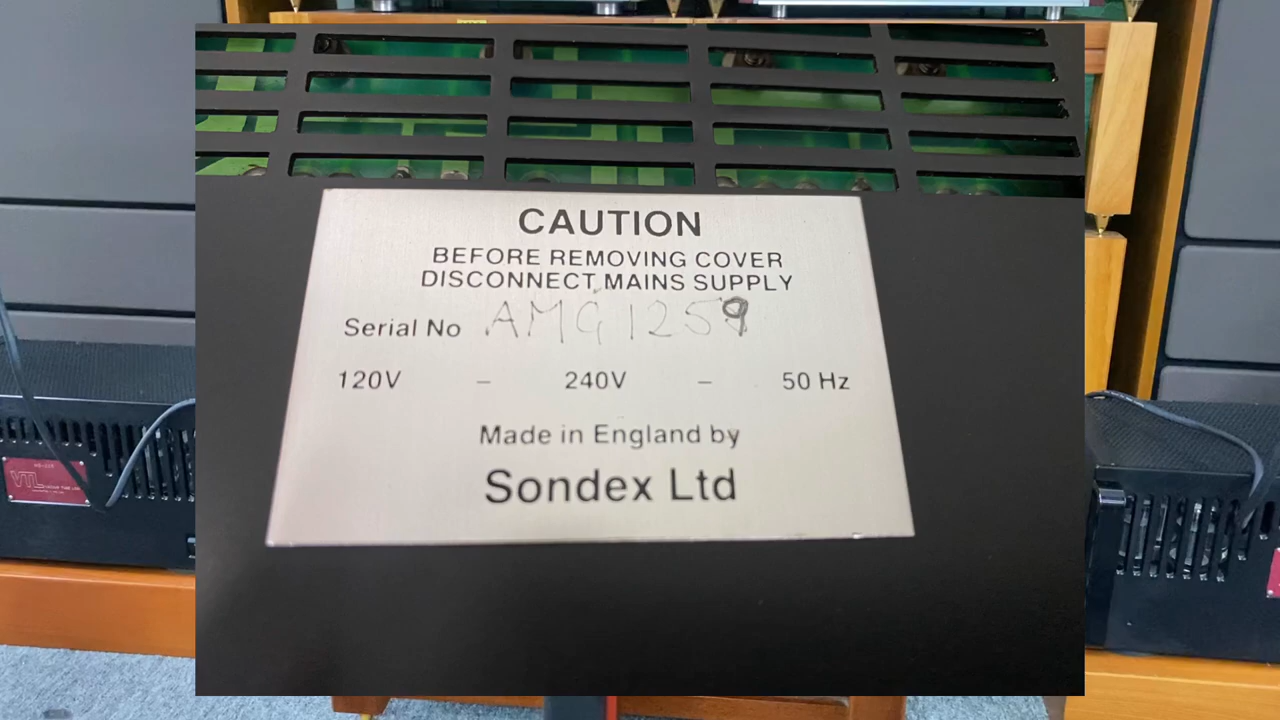 CAUTION
BEFORE REMOVING COVER
DISCONNECT MAINS SUPPLY
Serial No AMG1259
120V – 240V – 50 Hz
Made in England by
Sondex Ltd
VTL